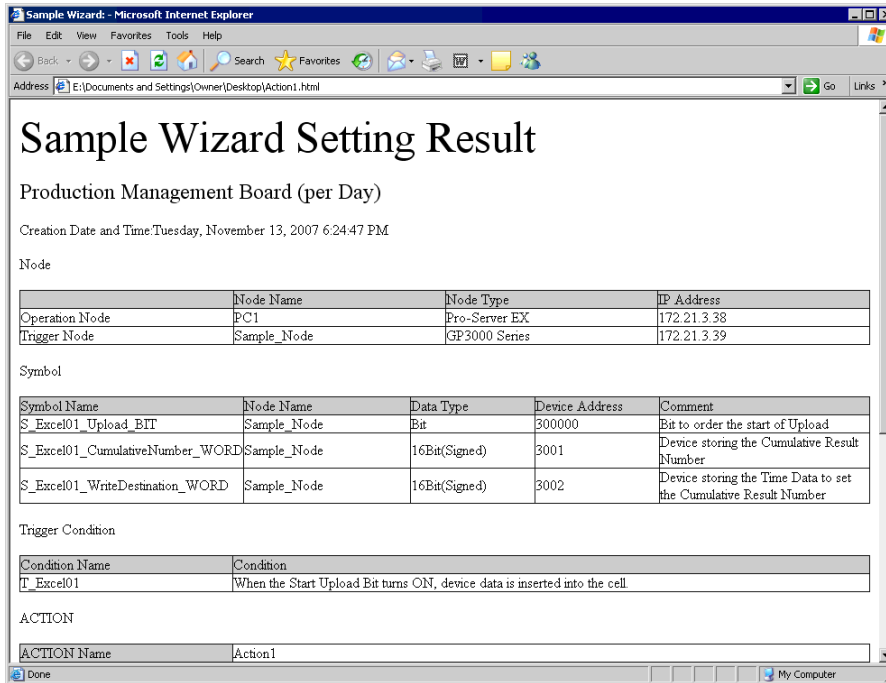 Sample Wizard: - Microsoft Internet Explorer
File Edit View Favorites Tools Help
Back Search Favorites
Address E:\Documents and Settings\Owner\Desktop\Action1.html Go Links
Sample Wizard Setting Result
Production Management Board (per Day)
Creation Date and Time:Tuesday, November 13, 2007 6:24:47 PM
Node
Node Name Node Type IP Address
Operation Node PC1 Pro-Server EX 172.21.3.38
Trigger Node Sample_Node GP3000 Series 172.21.3.39
Symbol
Symbol Name Node Name Data Type Device Address Comment
S_Excel01_Upload_BIT Sample_Node Bit 300000 Bit to order the start of Upload
S_Excel01_CumulativeNumber_WORD Sample_Node 16Bit(Signed) 3001 Device storing the Cumulative Result
Number
S_Excel01_WriteDestination_WORD Sample_Node 16Bit(Signed) 3002 Device storing the Time Data to set
the Cumulative Result Number
Trigger Condition
Condition Name Condition
T_Excel01 When the Start Upload Bit turns ON, device data is inserted into the cell.
ACTION
ACTION Name Action1
Done My Computer